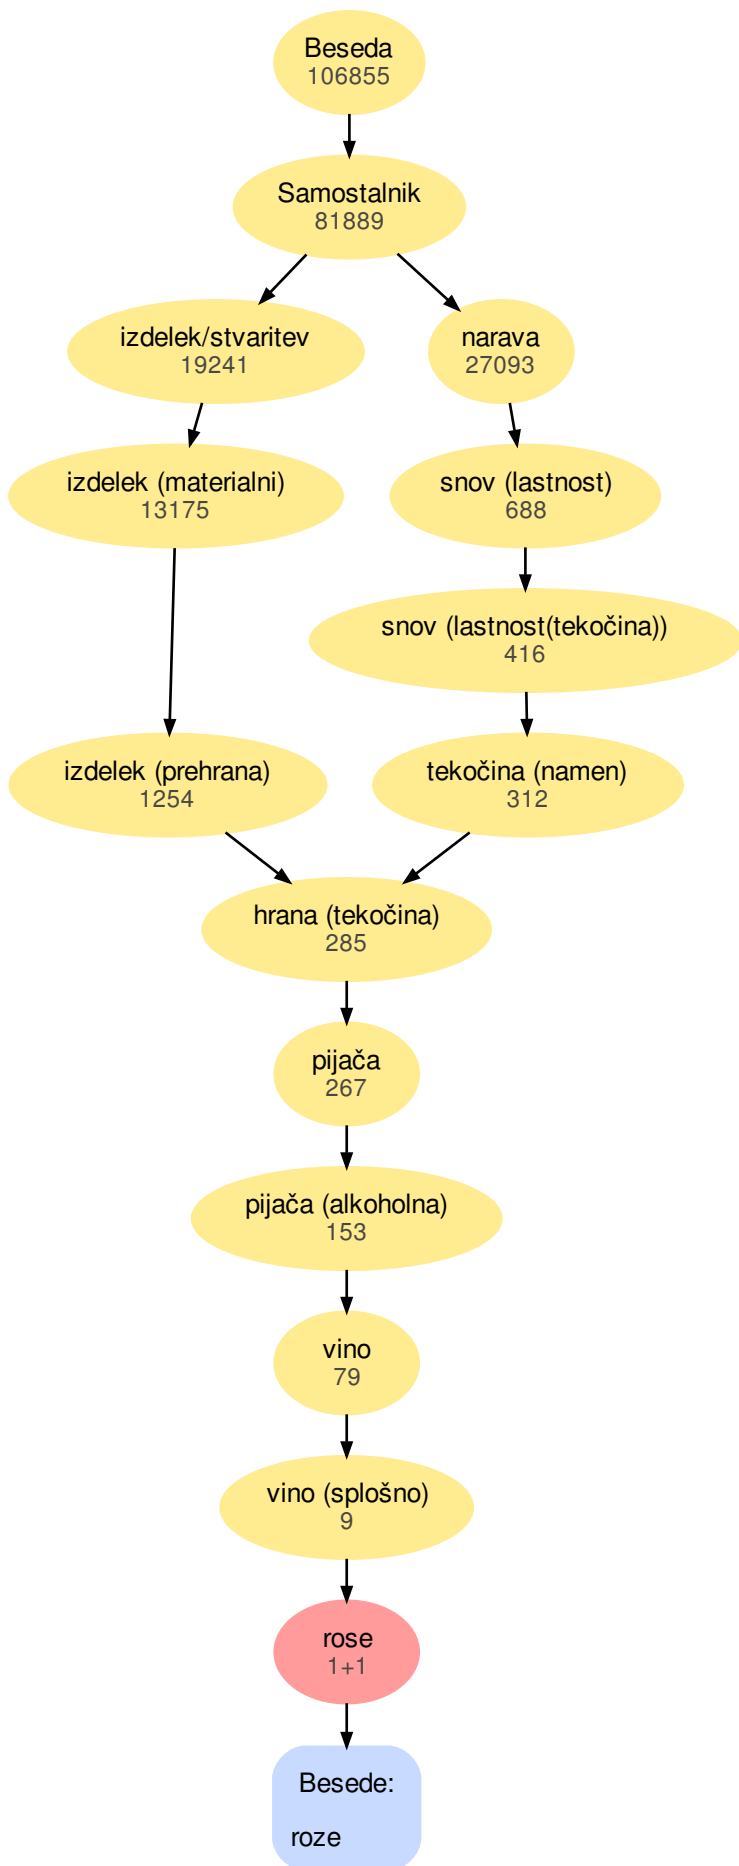 Beseda
106855
Samostalnik
81889
izdelek/stvaritev
19241
narava
27093
izdelek (materialni)
13175
snov (lastnost)
688
snov (lastnost(tekočina))
416
izdelek (prehrana)
1254
tekočina (namen)
312
hrana (tekočina)
285
pijača
267
pijača (alkoholna)
153
vino
79
vino (splošno)
9
rose
1+1
Besede:
roze